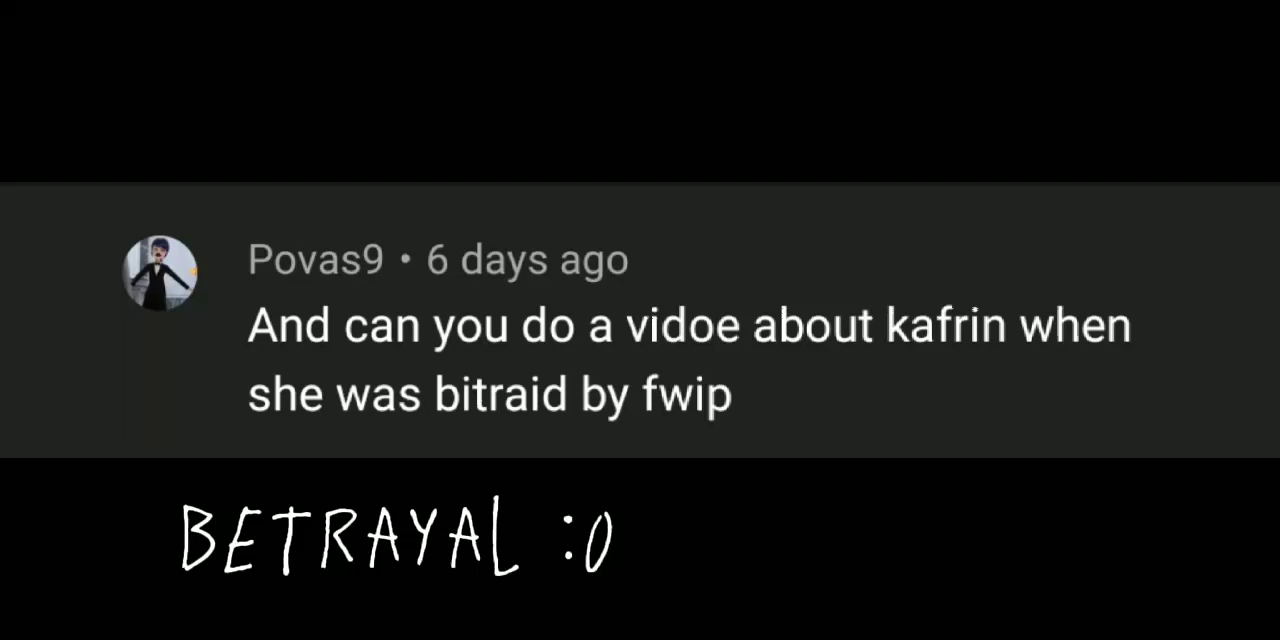 Povas9 • 6 days ago
And can you do a vidoe about kafrin when
she was bitraid by fwip
BETRAYAL :0